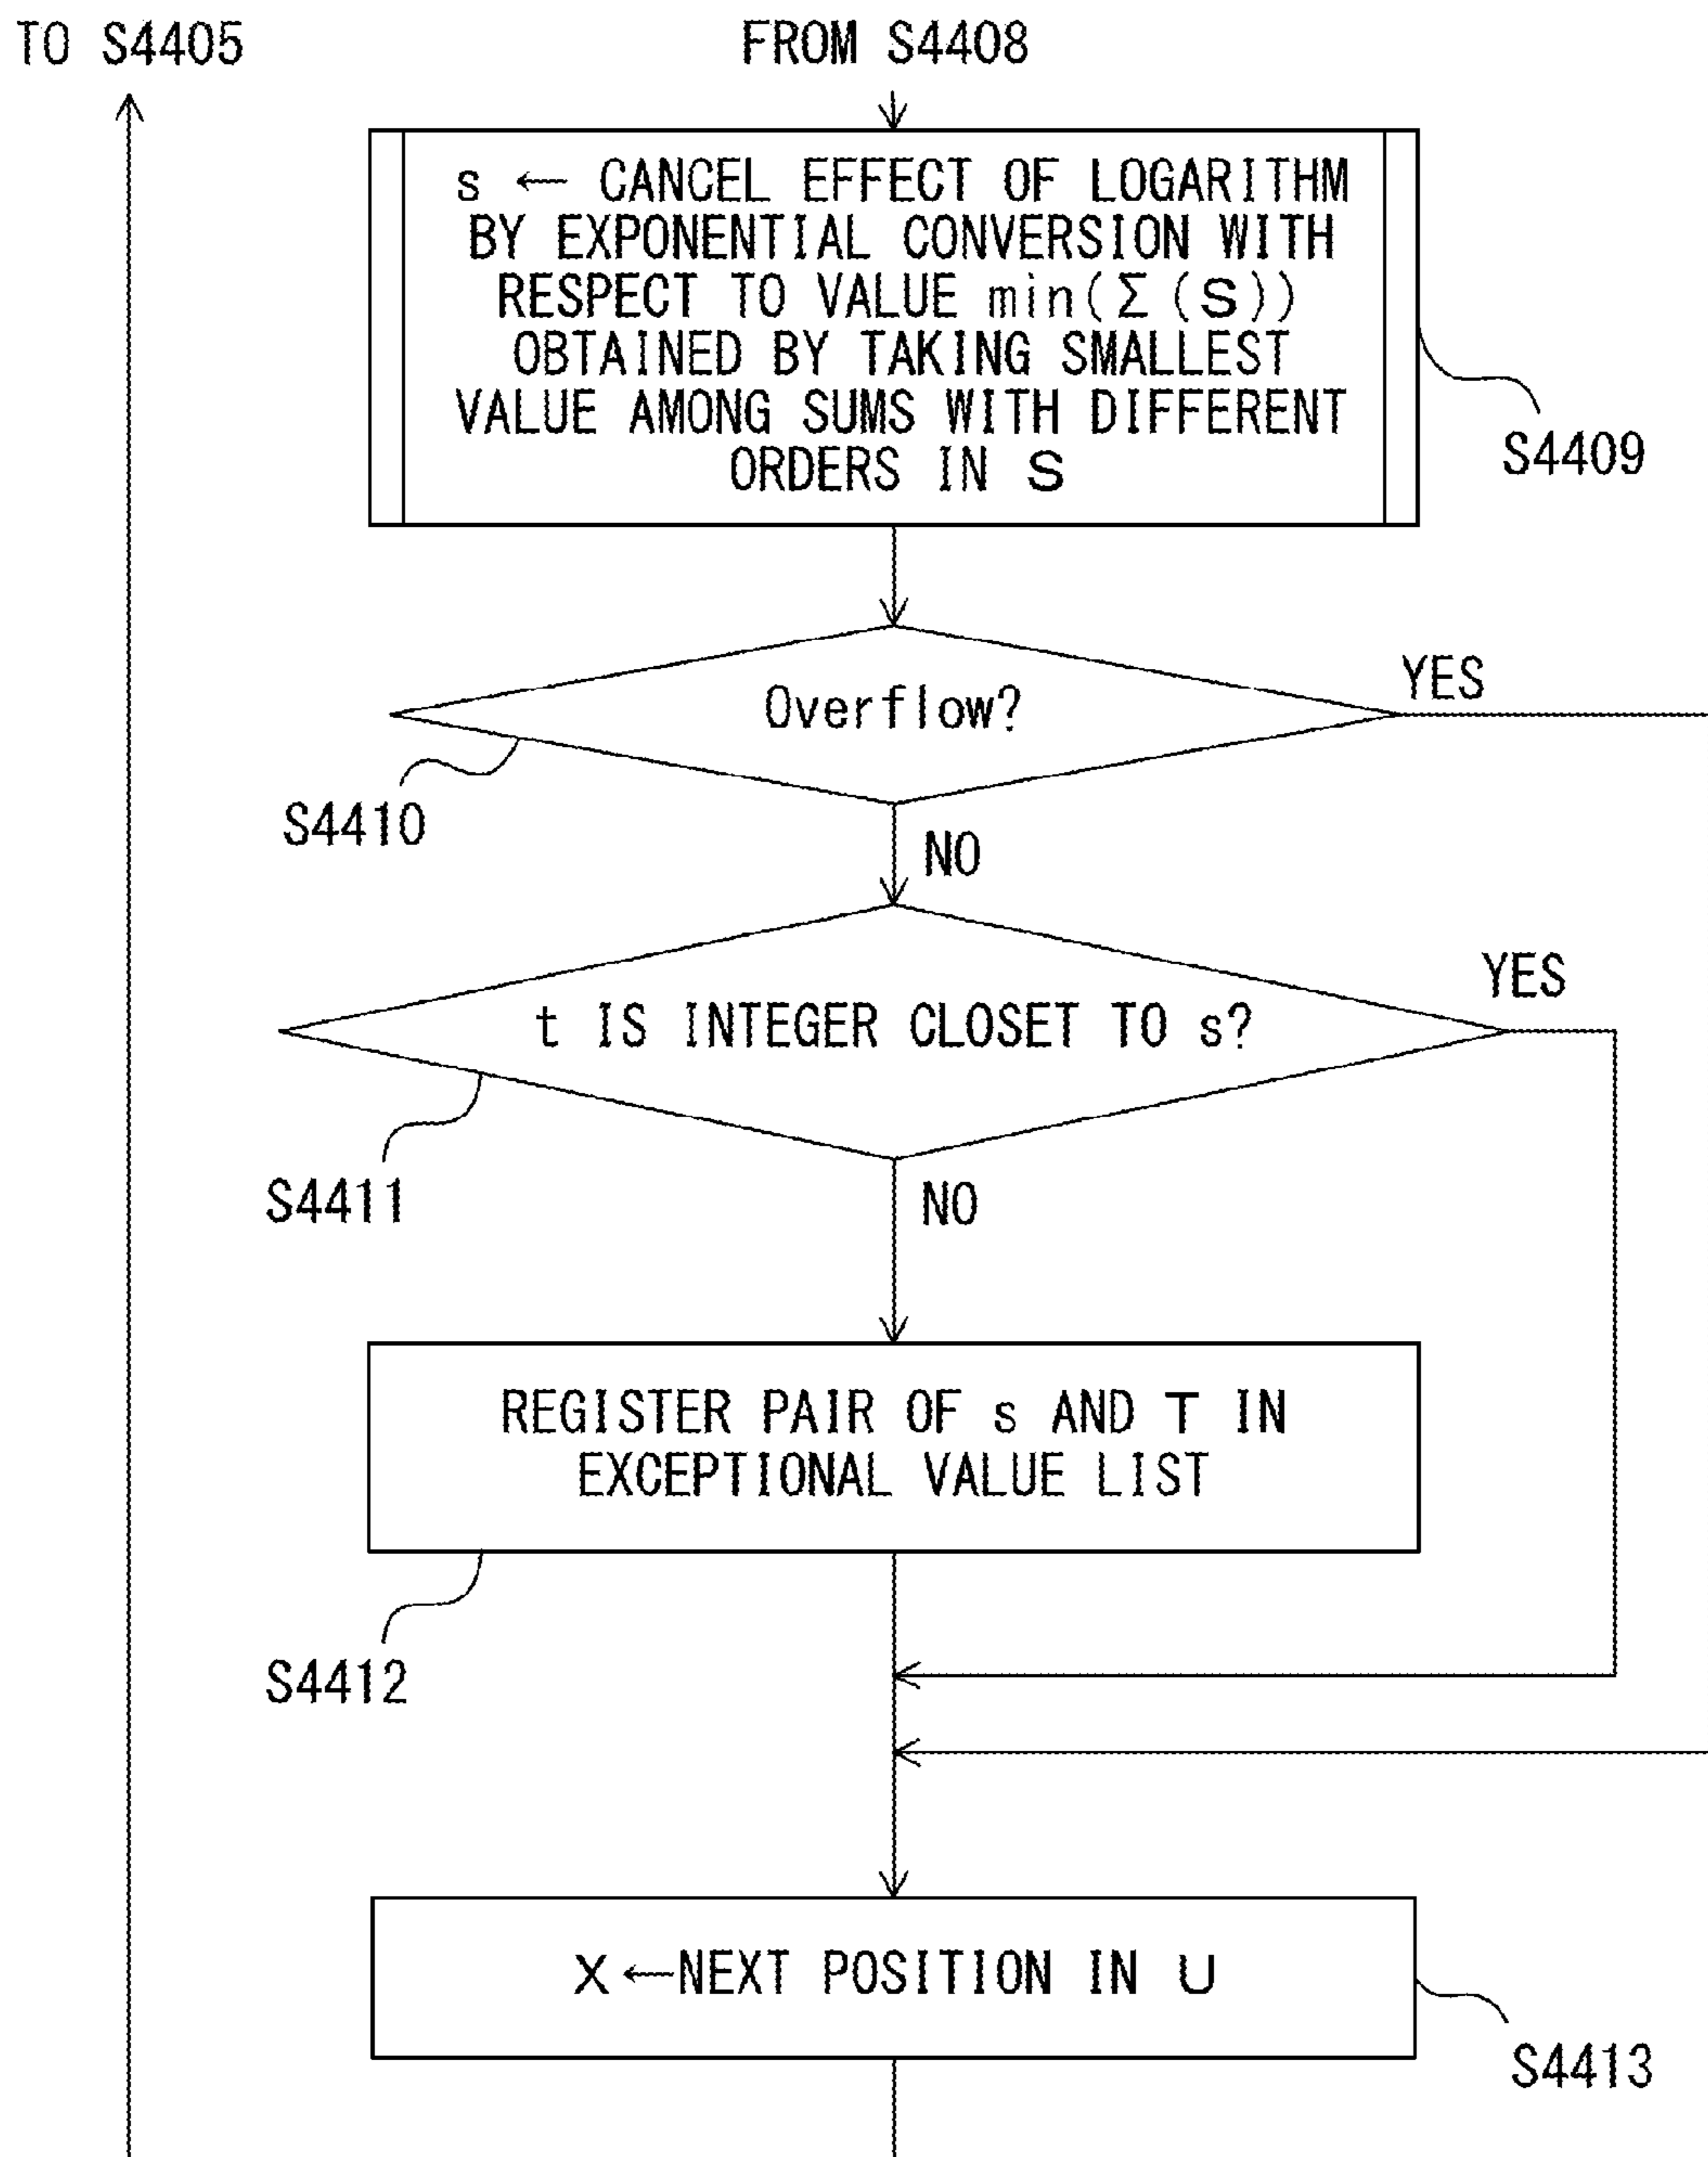 TO S4405
FROM S4408
s ← CANCEL EFFECT OF LOGARITHM
BY EXPONENTIAL CONVERSION WITH
RESPECT TO VALUE min(Σ(S))
OBTAINED BY TAKING SMALLEST
VALUE AMONG SUMS WITH DIFFERENT
ORDERS IN S
S4409
Overflow?
YES
S4410
NO
t IS INTEGER CLOSET TO s?
YES
S4411
NO
REGISTER PAIR OF s AND T IN
EXCEPTIONAL VALUE LIST
S4412
X←NEXT POSITION IN U
S4413